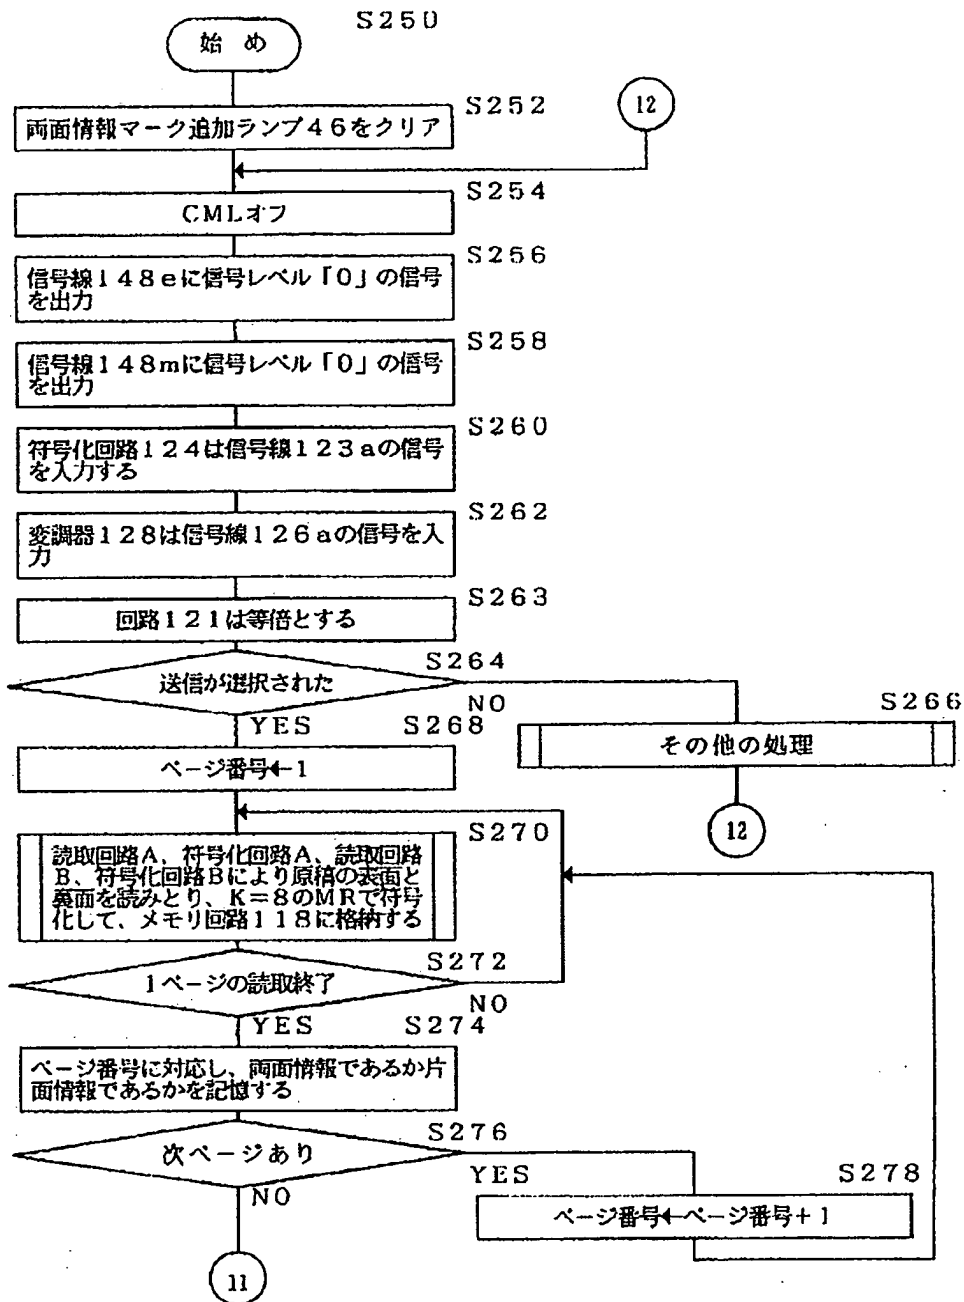 S250
始 め
S252
12
両面情報マーク追加ランプ46をクリア
S254
CMLオフ
S256
信号線148eに信号レベル「0」の信号
を出力
S258
信号線148mに信号レベル「0」の信号
を出力
S260
符号化回路124は信号線123aの信号
を入力する
S262
変調器128は信号線126aの信号を入
力
S263
回路121は等倍とする
S264
送信が選択された
NO
S266
YES
S268
その他の処理
ページ番号←1
12
S270
読取回路A、符号化回路A、読取回路
B、符号化回路Bにより原稿の表面と
裏面を読みとり、K=8のMRで符号
化して、メモリ回路118に格納する
S272
1ページの読取終了
NO
YES
S274
ページ番号に対応し、両面情報であるか片
面情報であるかを記憶する
S276
次ページあり
YES
S278
NO
ページ番号←ページ番号+1
11